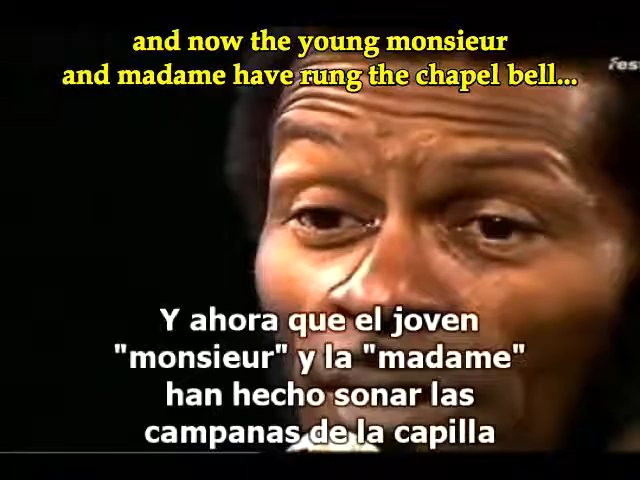 and now the young monsieur
and madame have rung the chapel bell...
Y ahora que el joven
"monsieur" y la "madame"
han hecho sonar las
campanas de la capilla